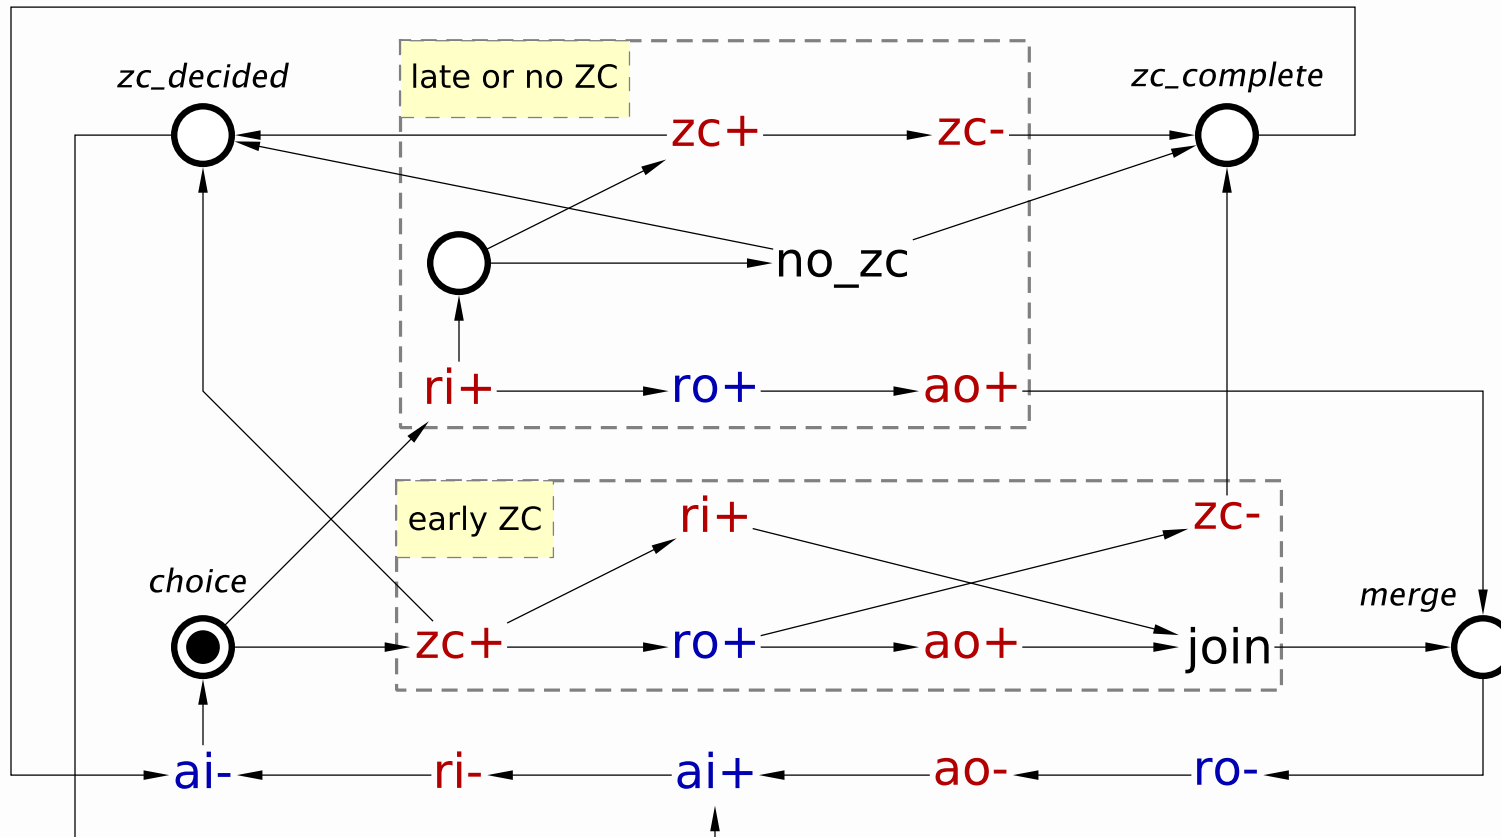 zc_decided
late or no ZC
zc_complete
zc+
zc-
no_zc
ri+
ro+
ao+
early ZC
ri+
zc-
choice
merge
zc+
ro+
ao+
join
ai-
ri-
ai+
ao-
ro-